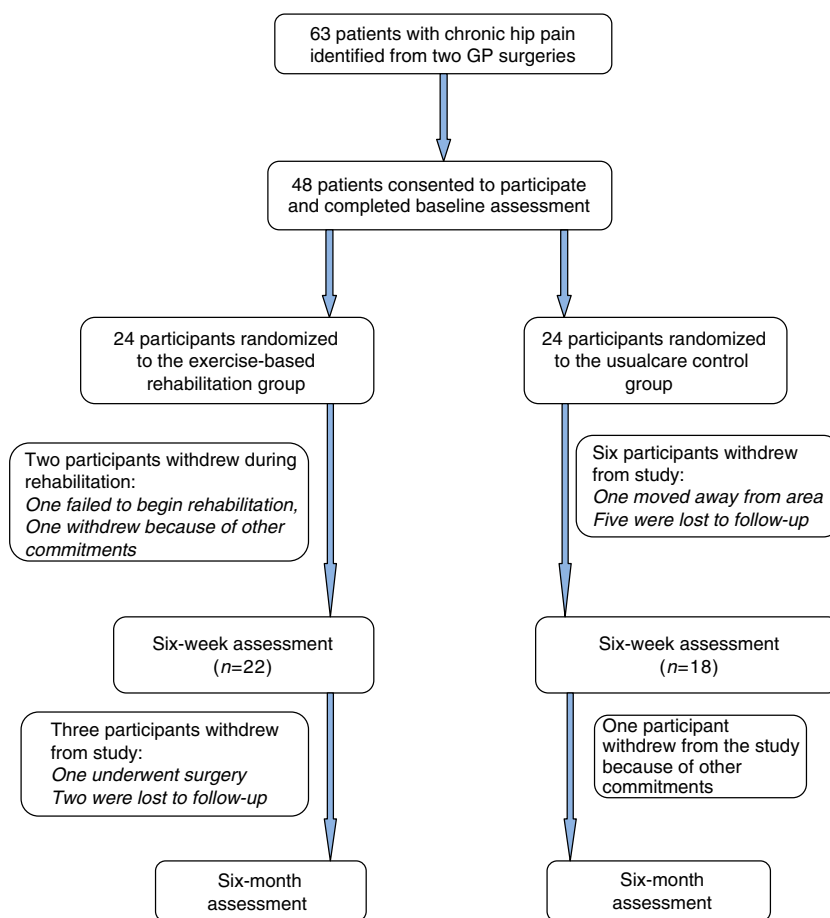 63 patients with chronic hip pain
identified from two GP surgeries
48 patients consented to participate
and completed baseline assessment
24 participants randomized
to the exercise-based
rehabilitation group
24 participants randomized
to the usualcare control
group
Two participants withdrew during
rehabilitation:
One failed to begin rehabilitation,
One withdrew because of other
commitments
Six participants withdrew
from study:
One moved away from area
Five were lost to follow-up
Six-week assessment
(n=22)
Six-week assessment
(n=18)
Three participants withdrew
from study:
One underwent surgery
Two were lost to follow-up
One participant
withdrew from the study
because of other
commitments
Six-month
assessment
Six-month
assessment